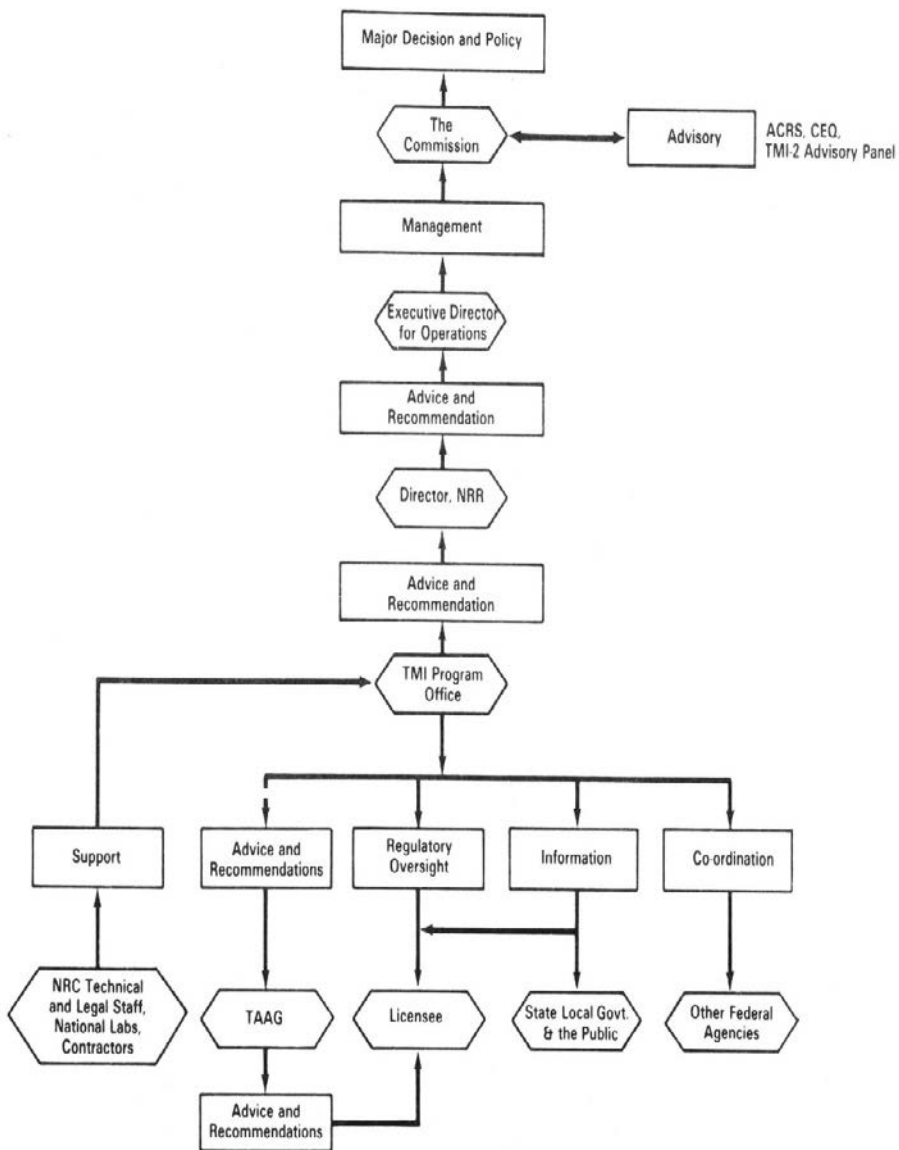 Major Decision and Policy
The
Commission
Advisory
ACRS, CEQ,
TMI-2 Advisory Panel
Management
Executive Director
for Operations
Advice and
Recommendation
Director, NRR
Advice and
Recommendation
TMI Program
Office
Support
Advice and
Recommendations
Regulatory
Oversight
Information
Co-ordination
NRC Technical
and Legal Staff,
National Labs,
Contractors
TAAG
Licensee
State Local Govt.
& the Public
Other Federal
Agencies
Advice and
Recommendations